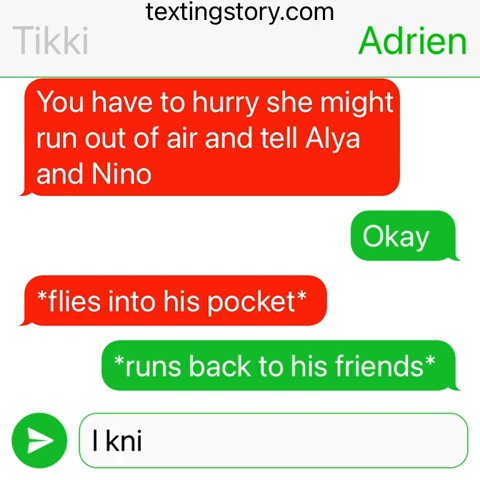 textingstory.com
Tikki
Adrien
You have to hurry she might
run out of air and tell Alya
and Nino
Okay
*flies into his pocket*
*runs back to his friends*
I kni